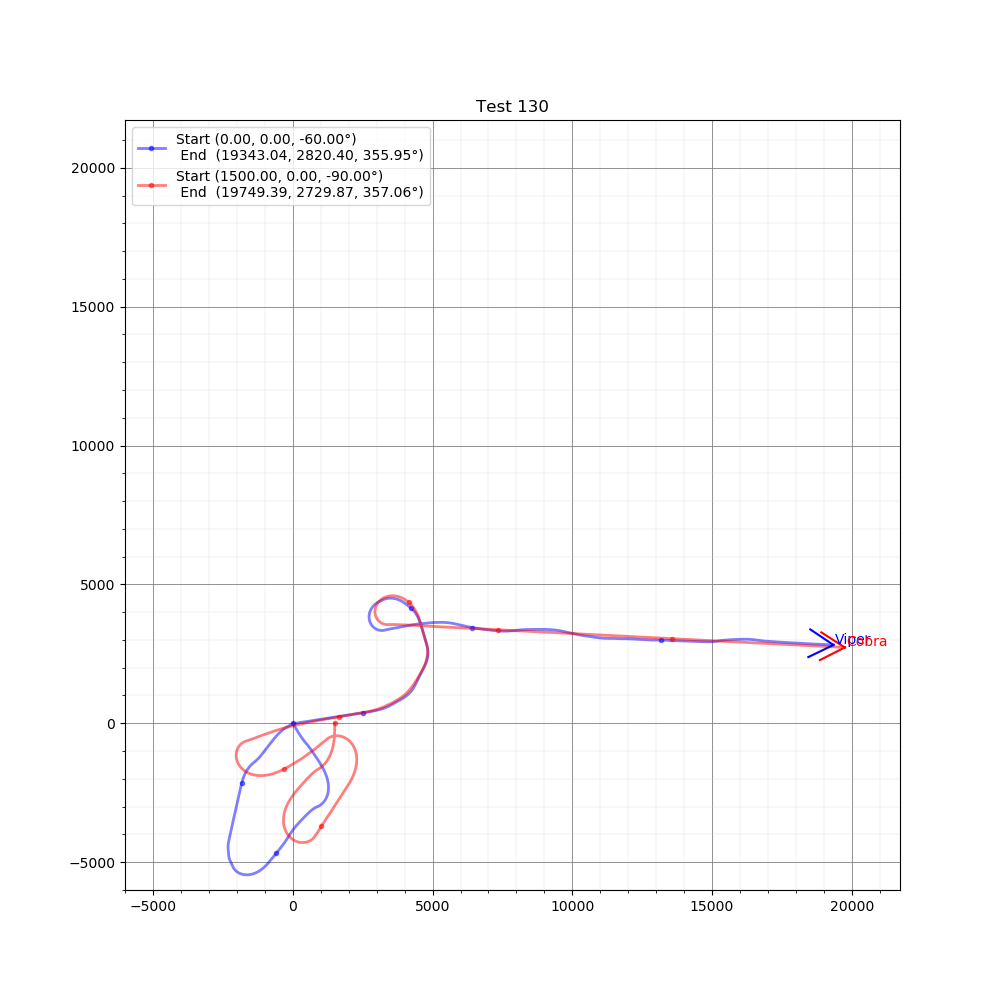 Test 130
Start (0.00, 0.00, -60.00°)
End  (19343.04, 2820.40, 355.95°)
Start (1500.00, 0.00, -90.00°)
End  (19749.39, 2729.87, 357.06°)
20000
15000
10000
5000
0
−5000
Viper
Cobra
−5000
0
5000
10000
15000
20000